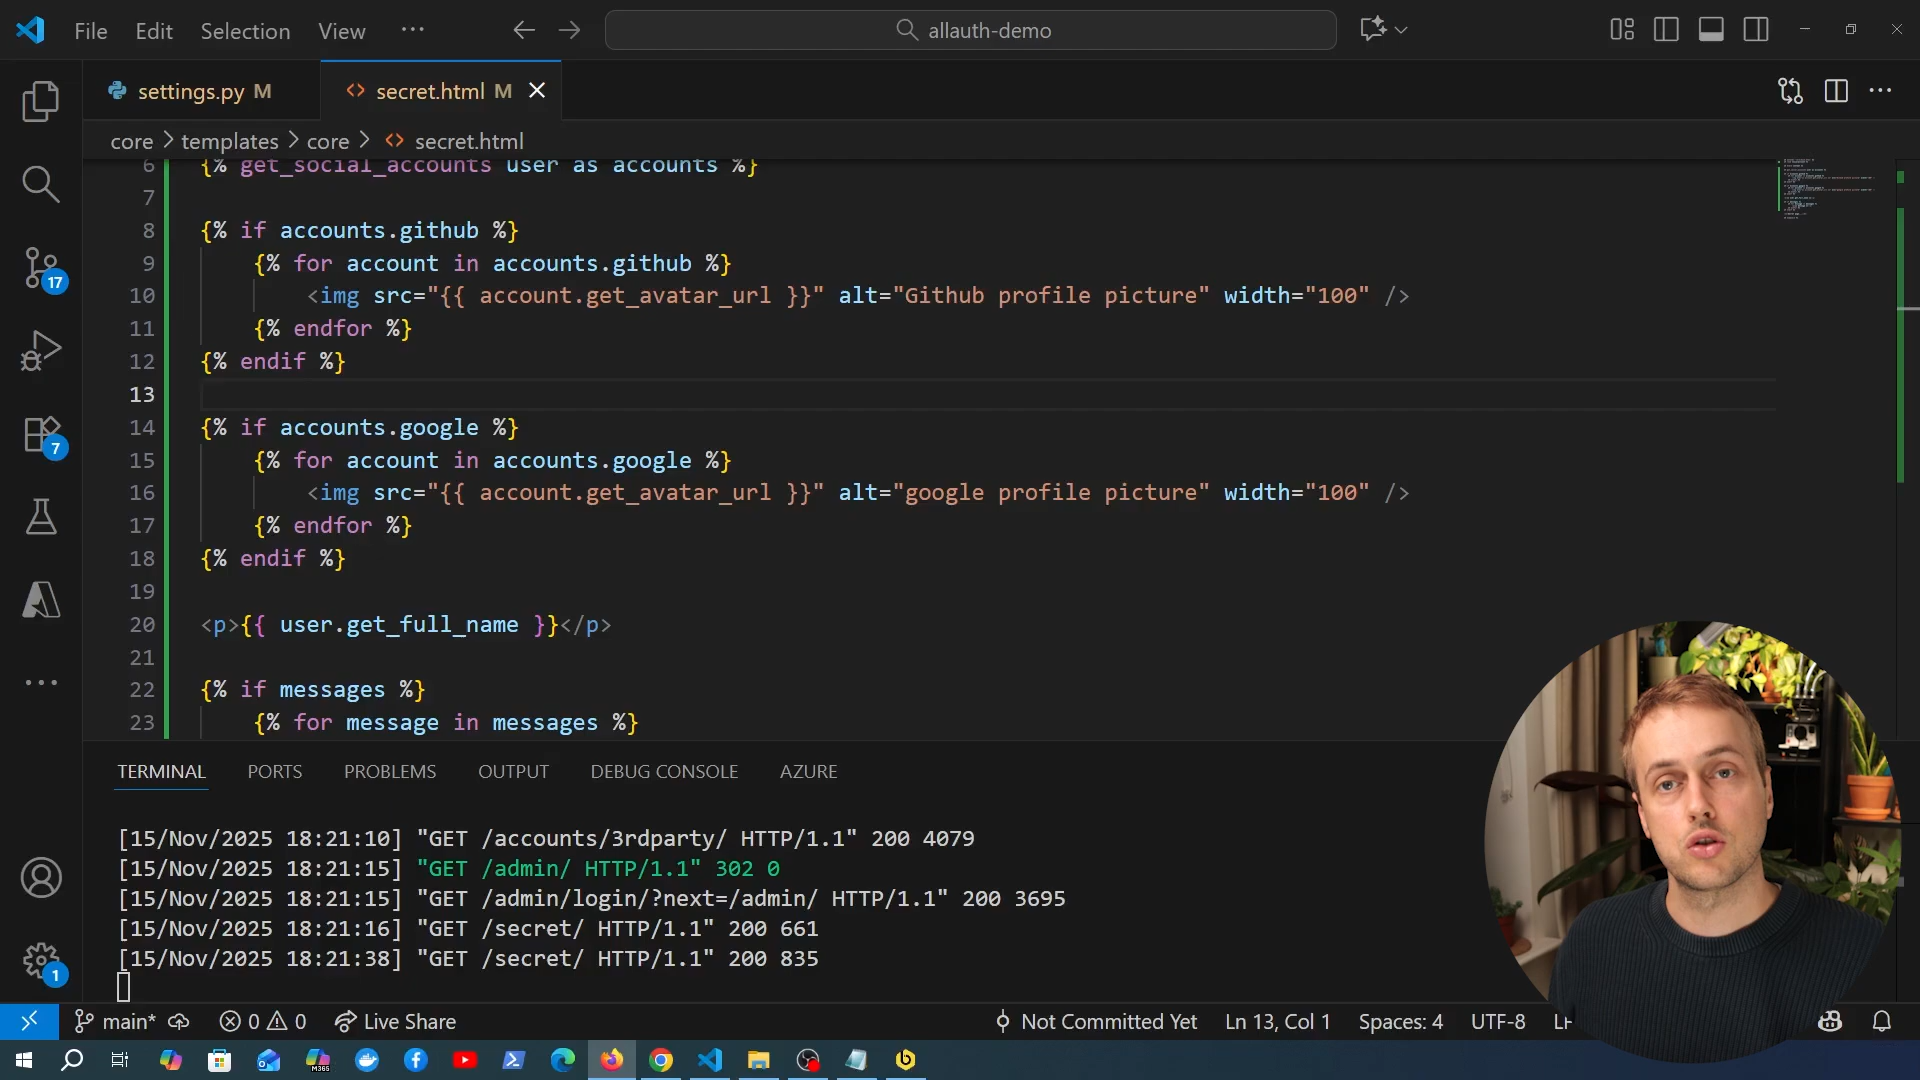 File Edit Selection View ··· allauth-demo
settings.py M secret.html M
core > templates > core > <> secret.html
6 {% get_social_accounts user as accounts %}
7
8 {% if accounts.github %}
9 {% for account in accounts.github %}
10 <img src="{{ account.get_avatar_url }}" alt="Github profile picture" width="100" />
11 {% endfor %}
12 {% endif %}
13
14 {% if accounts.google %}
15 {% for account in accounts.google %}
16 <img src="{{ account.get_avatar_url }}" alt="google profile picture" width="100" />
17 {% endfor %}
18 {% endif %}
19
20 <p>{{ user.get_full_name }}</p>
21
22 {% if messages %}
23 {% for message in messages %}
17
7
1
TERMINAL PORTS PROBLEMS OUTPUT DEBUG CONSOLE AZURE
[15/Nov/2025 18:21:10] "GET /accounts/3rdparty/ HTTP/1.1" 200 4079
[15/Nov/2025 18:21:15] "GET /admin/ HTTP/1.1" 302 0
[15/Nov/2025 18:21:15] "GET /admin/login/?next=/admin/ HTTP/1.1" 200 3695
[15/Nov/2025 18:21:16] "GET /secret/ HTTP/1.1" 200 661
[15/Nov/2025 18:21:38] "GET /secret/ HTTP/1.1" 200 835
main* 0 0 Live Share Not Committed Yet Ln 13, Col 1 Spaces: 4 UTF-8 LF
M365